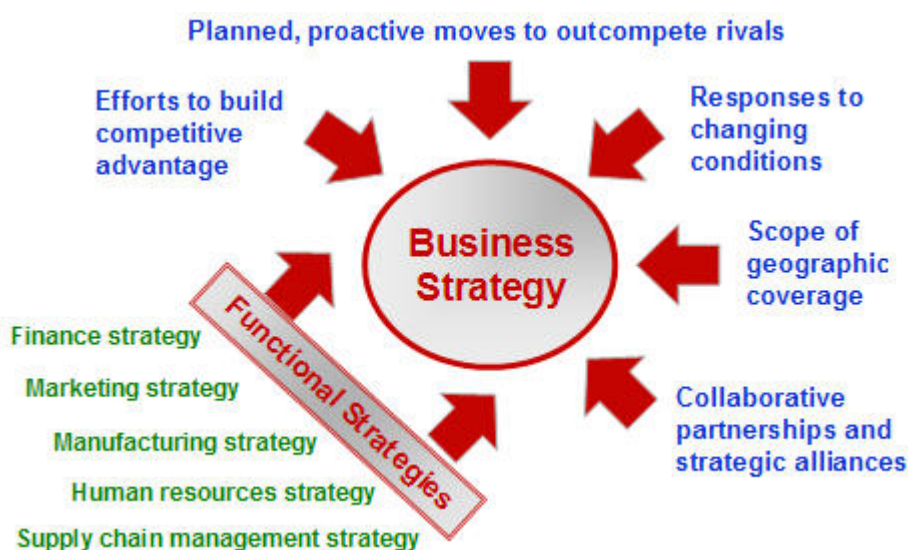 Planned, proactive moves to outcompete rivals
Efforts to build
competitive
advantage
Responses to
changing
conditions
Business
Strategy
Scope of
geographic
coverage
Functional Strategies
Finance strategy
Marketing strategy
Manufacturing strategy
Human resources strategy
Supply chain management strategy
Collaborative
partnerships and
strategic alliances